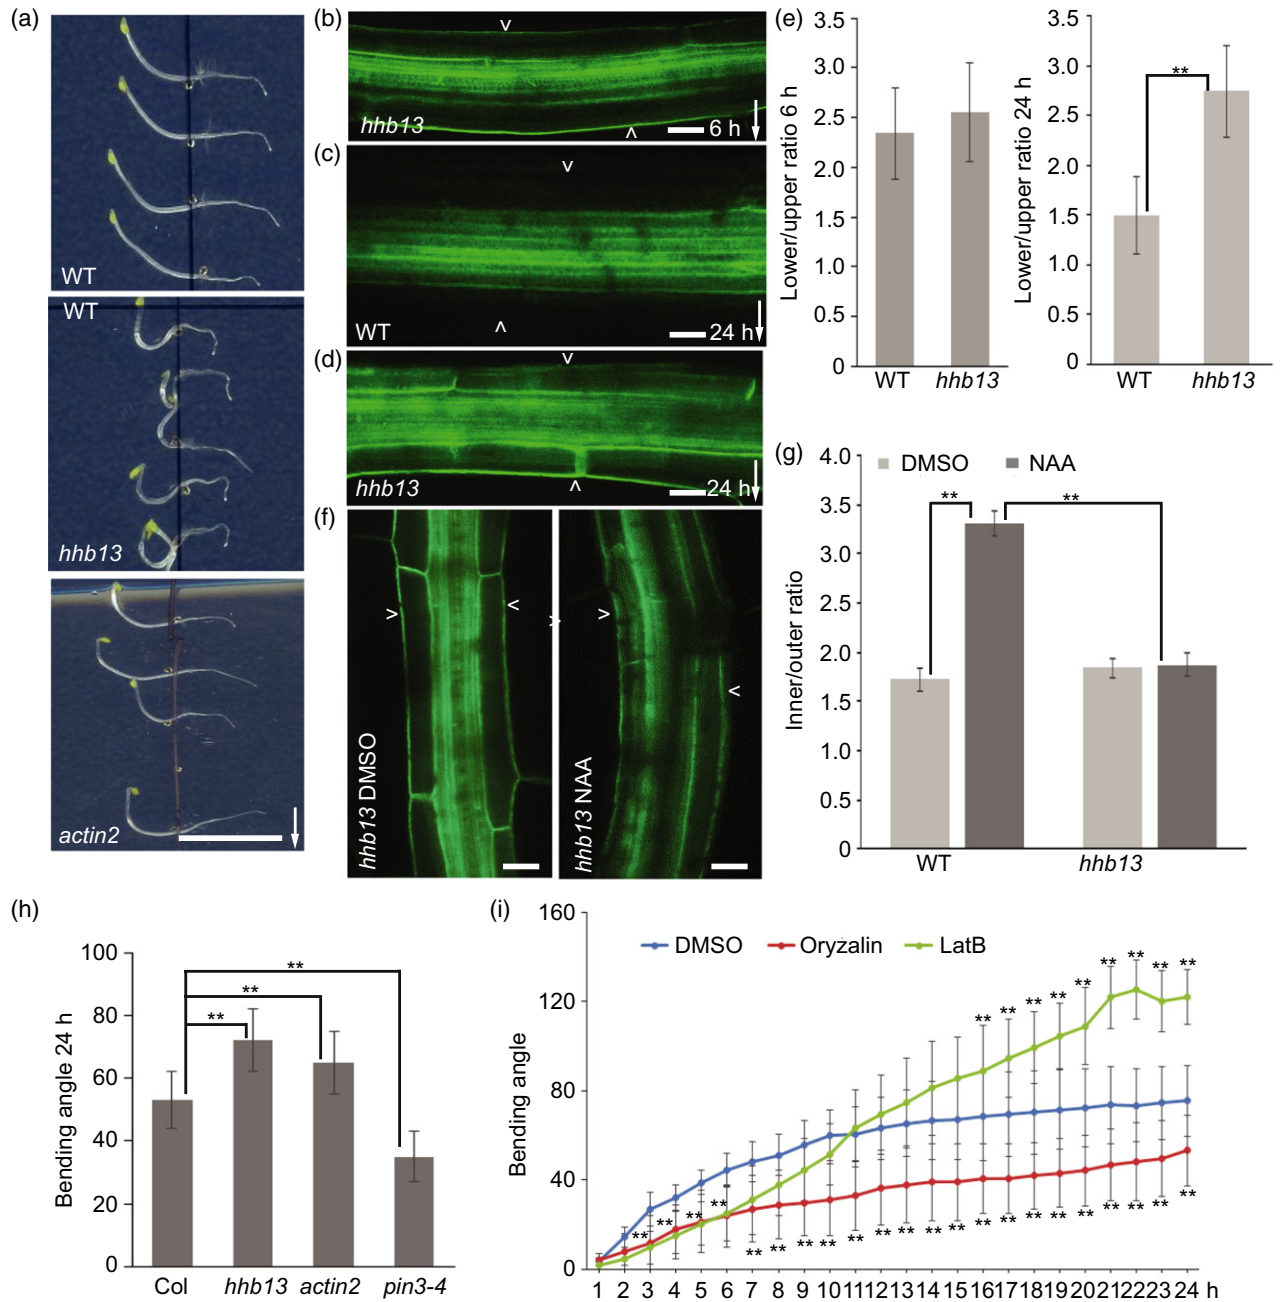 (a)
WT
WT
hhb13
actin2
(b)
hhb13
6 h
(c)
WT
24 h
(d)
hhb13
24 h
(e)
Lower/upper ratio 6 h
3.5
3.0
2.5
2.0
1.5
1.0
0.5
0
WT hhb13
Lower/upper ratio 24 h
3.5
3.0
2.5
2.0
1.5
1.0
0.5
0
**
WT hhb13
(f)
hhb13 DMSO
hhb13 NAA
(g)
DMSO NAA
Inner/outer ratio
4.0
3.5
3.0
2.5
2.0
1.5
1.0
0.5
0
** **
WT hhb13
(h)
Bending angle 24 h
100
80
60
40
20
0
**
**
**
Col hhb13 actin2 pin3-4
(i)
Bending angle
160
120
80
40
0
DMSO Oryzalin LatB
** ** ** ** ** ** ** ** **
** ** ** **
** ** ** ** ** ** ** ** ** ** ** ** ** ** ** ** ** **
1 2 3 4 5 6 7 8 9 10 11 12 13 14 15 16 17 18 19 20 21 22 23 24 h